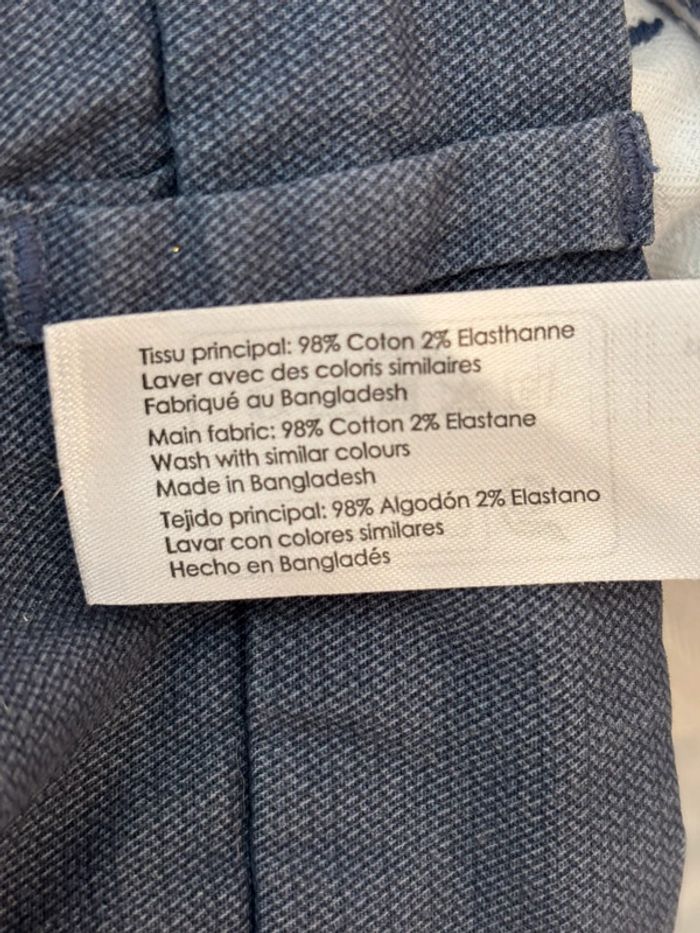 Tissu principal: 98% Coton 2% Elasthanne
Laver avec des coloris similaires
Fabriqué au Bangladesh
Main fabric: 98% Cotton 2% Elastane
Wash with similar colours
Made in Bangladesh
Tejido principal: 98% Algodón 2% Elastano
Lavar con colores similares
Hecho en Bangladés